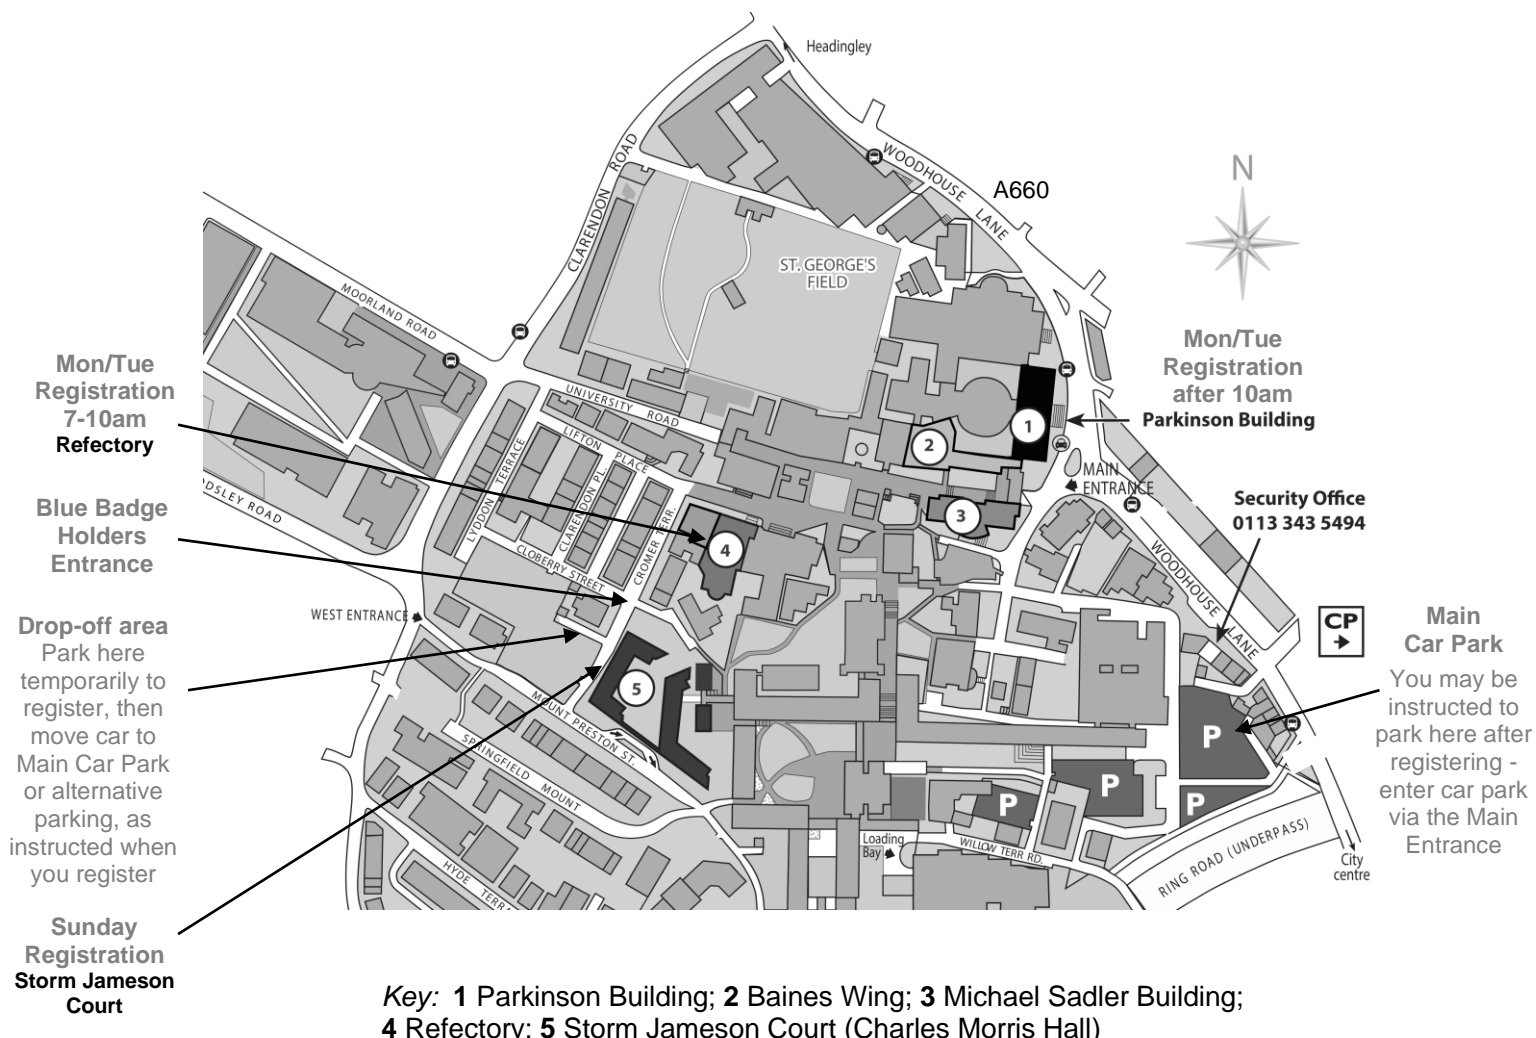 Headingley
WOODHOUSE LANE
A660
N
CLARENDON ROAD
ST. GEORGE'S
FIELD
MOORLAND ROAD
Mon/Tue
Registration
7-10am
Refectory
Mon/Tue
Registration
after 10am
Parkinson Building
UNIVERSITY ROAD
LIFTON PLACE
LYDDON TERRACE
CLARENDON PL.
CROMER TERR.
CLOBERRY STREET
1
2
3
4
5
MAIN
ENTRANCE
Security Office
0113 343 5494
WOODHOUSE LANE
DSLEY ROAD
Blue Badge
Holders
Entrance
WEST ENTRANCE
Drop-off area
Park here
temporarily to
register, then
move car to
Main Car Park
or alternative
parking, as
instructed when
you register
CP
Main
Car Park
You may be
instructed to
park here after
registering -
enter car park
via the Main
Entrance
MOUNT PRESTON ST.
SPRINGFIELD MOUNT
HYDE TERRA
P
P
P
P
Loading
Bay
WILLOW TERR RD.
RING ROAD (UNDERPASS)
City
centre
Sunday
Registration
Storm Jameson
Court
Key: 1 Parkinson Building; 2 Baines Wing; 3 Michael Sadler Building;
4 Refectory; 5 Storm Jameson Court (Charles Morris Hall)